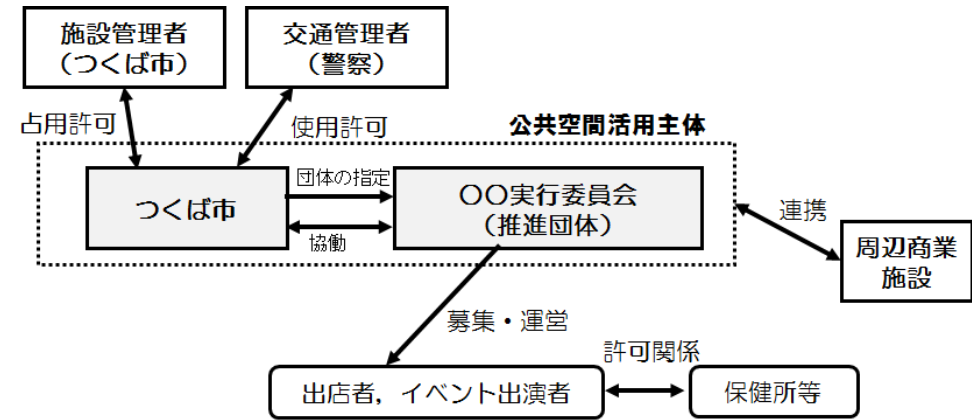 施設管理者
（つくば市）
交通管理者
（警察）
占用許可
使用許可
公共空間活用主体
つくば市
団体の指定
協働
〇〇実行委員会
（推進団体）
連携
周辺商業
施設
募集・運営
出店者，イベント出演者
許可関係
保健所等